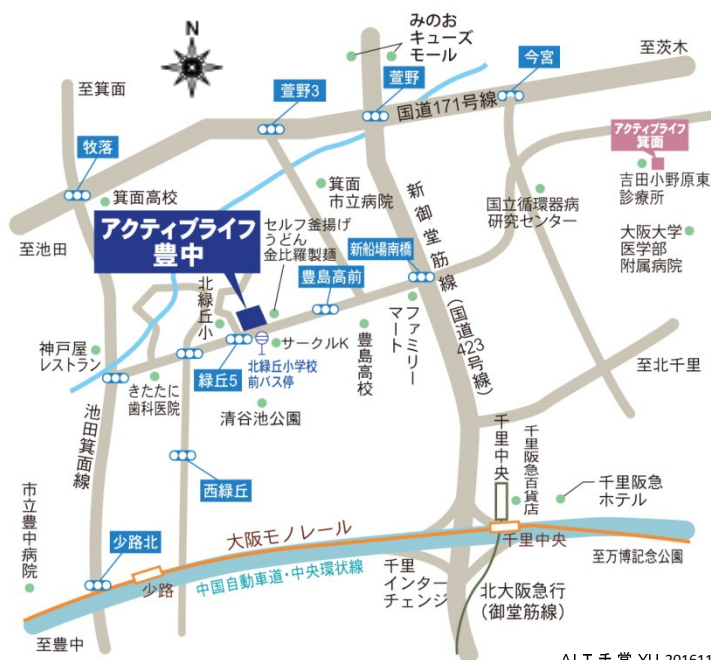 N
みのお
キューズ
モール
今宮
至茨木
至箕面
萱野3
萱野
国道171号線
アクティブライフ
箕面
牧落
箕面高校
箕面
市立病院
吉田小野原東
診療所
国立循環器病
研究センター
新御堂筋線(国道423号線)
アクティブライフ
豊中
セルフ釜揚げ
うどん
金比羅製麺
大阪大学
医学部
附属病院
至池田
新船場南橋
豊島高前
北緑丘小
神戸屋
レストラン
サークルK
豊島高校
ファミリー
マート
緑丘5
北緑丘小学校
前バス停
至北千里
きたたに
歯科医院
清谷池公園
池田箕面線
千里中央
千里阪急百貨店
西緑丘
千里阪急
ホテル
市立豊中病院
大阪モノレール
少路北
千里中央
至万博記念公園
少路
中国自動車道・中央環状線
千里
インター
チェンジ
北大阪急行
(御堂筋線)
至豊中